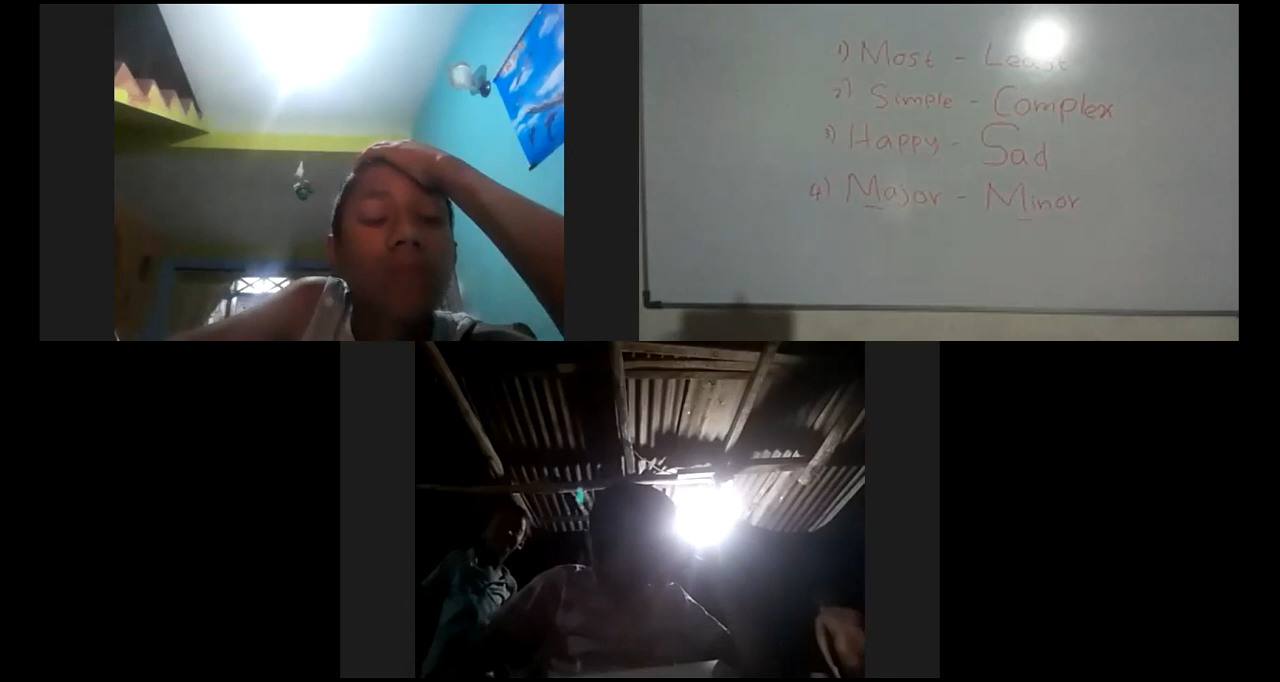 1) Most - Least
2) Simple - Complex
3) Happy - Sad
4) Major - Minor